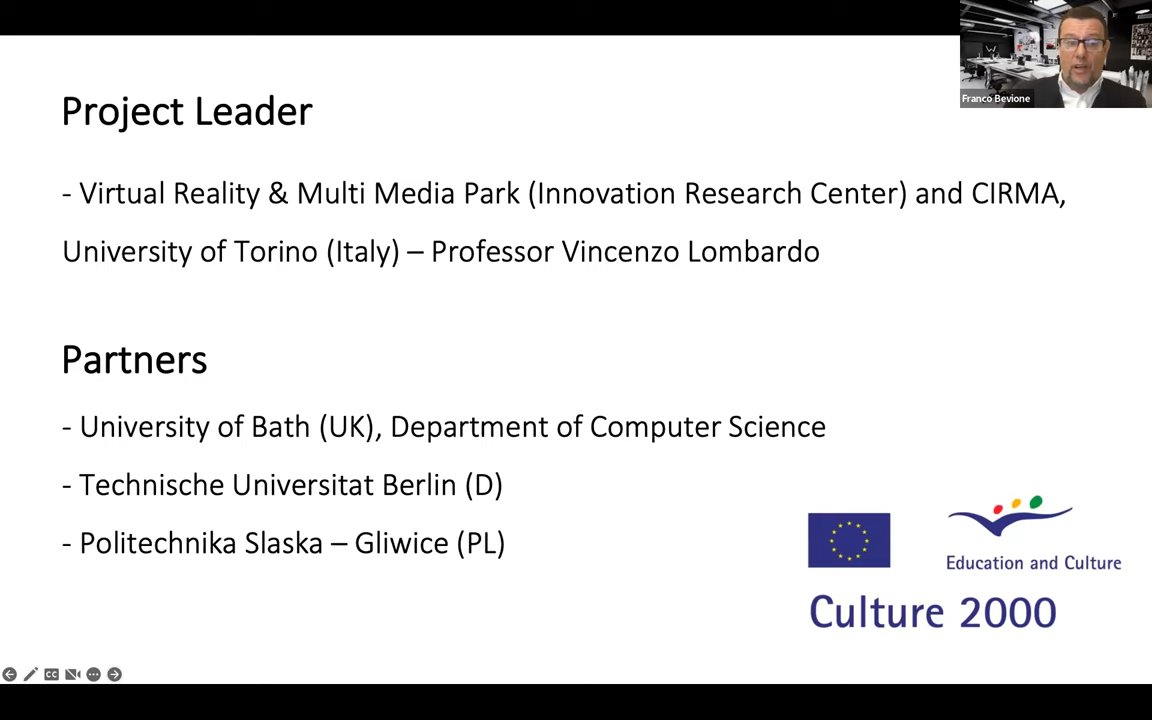 Franco Bevione
Project Leader
- Virtual Reality & Multi Media Park (Innovation Research Center) and CIRMA,
University of Torino (Italy) – Professor Vincenzo Lombardo
Partners
- University of Bath (UK), Department of Computer Science
- Technische Universitat Berlin (D)
- Politechnika Slaska – Gliwice (PL)
Education and Culture
Culture 2000
CC